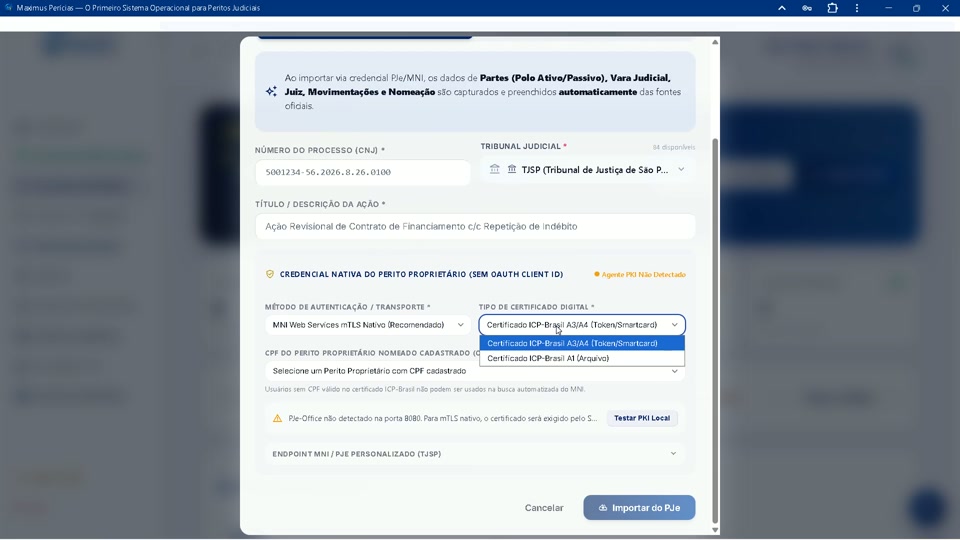 Maximus Perícias — O Primeiro Sistema Operacional para Peritos Judiciais
Ao importar via credencial PJe/MNI, os dados de Partes (Polo Ativo/Passivo), Vara Judicial,
Juiz, Movimentações e Nomeação são capturados e preenchidos automaticamente das fontes
oficiais.
NÚMERO DO PROCESSO (CNJ) *
TRIBUNAL JUDICIAL *
94 disponíveis
5001234-56.2026.8.26.0100
TJSP (Tribunal de Justiça de São P...
TÍTULO / DESCRIÇÃO DA AÇÃO *
Ação Revisional de Contrato de Financiamento c/c Repetição de Indébito
CREDENCIAL NATIVA DO PERITO PROPRIETÁRIO (SEM OAUTH CLIENT ID)
Agente PKI Não Detectado
MÉTODO DE AUTENTICAÇÃO / TRANSPORTE *
TIPO DE CERTIFICADO DIGITAL *
MNI Web Services mTLS Nativo (Recomendado)
Certificado ICP-Brasil A3/A4 (Token/Smartcard)
Certificado ICP-Brasil A3/A4 (Token/Smartcard)
Certificado ICP-Brasil A1 (Arquivo)
CPF DO PERITO PROPRIETÁRIO NOMEADO CADASTRADO
Selecione um Perito Proprietário com CPF cadastrado
Usuários sem CPF válido no certificado ICP-Brasil não podem ser usados na busca automatizada do MNI.
PJe-Office não detectado na porta 8080. Para mTLS nativo, o certificado será exigido pelo S...
Testar PKI Local
ENDPOINT MNI / PJE PERSONALIZADO (TJSP)
Cancelar
Importar do PJe